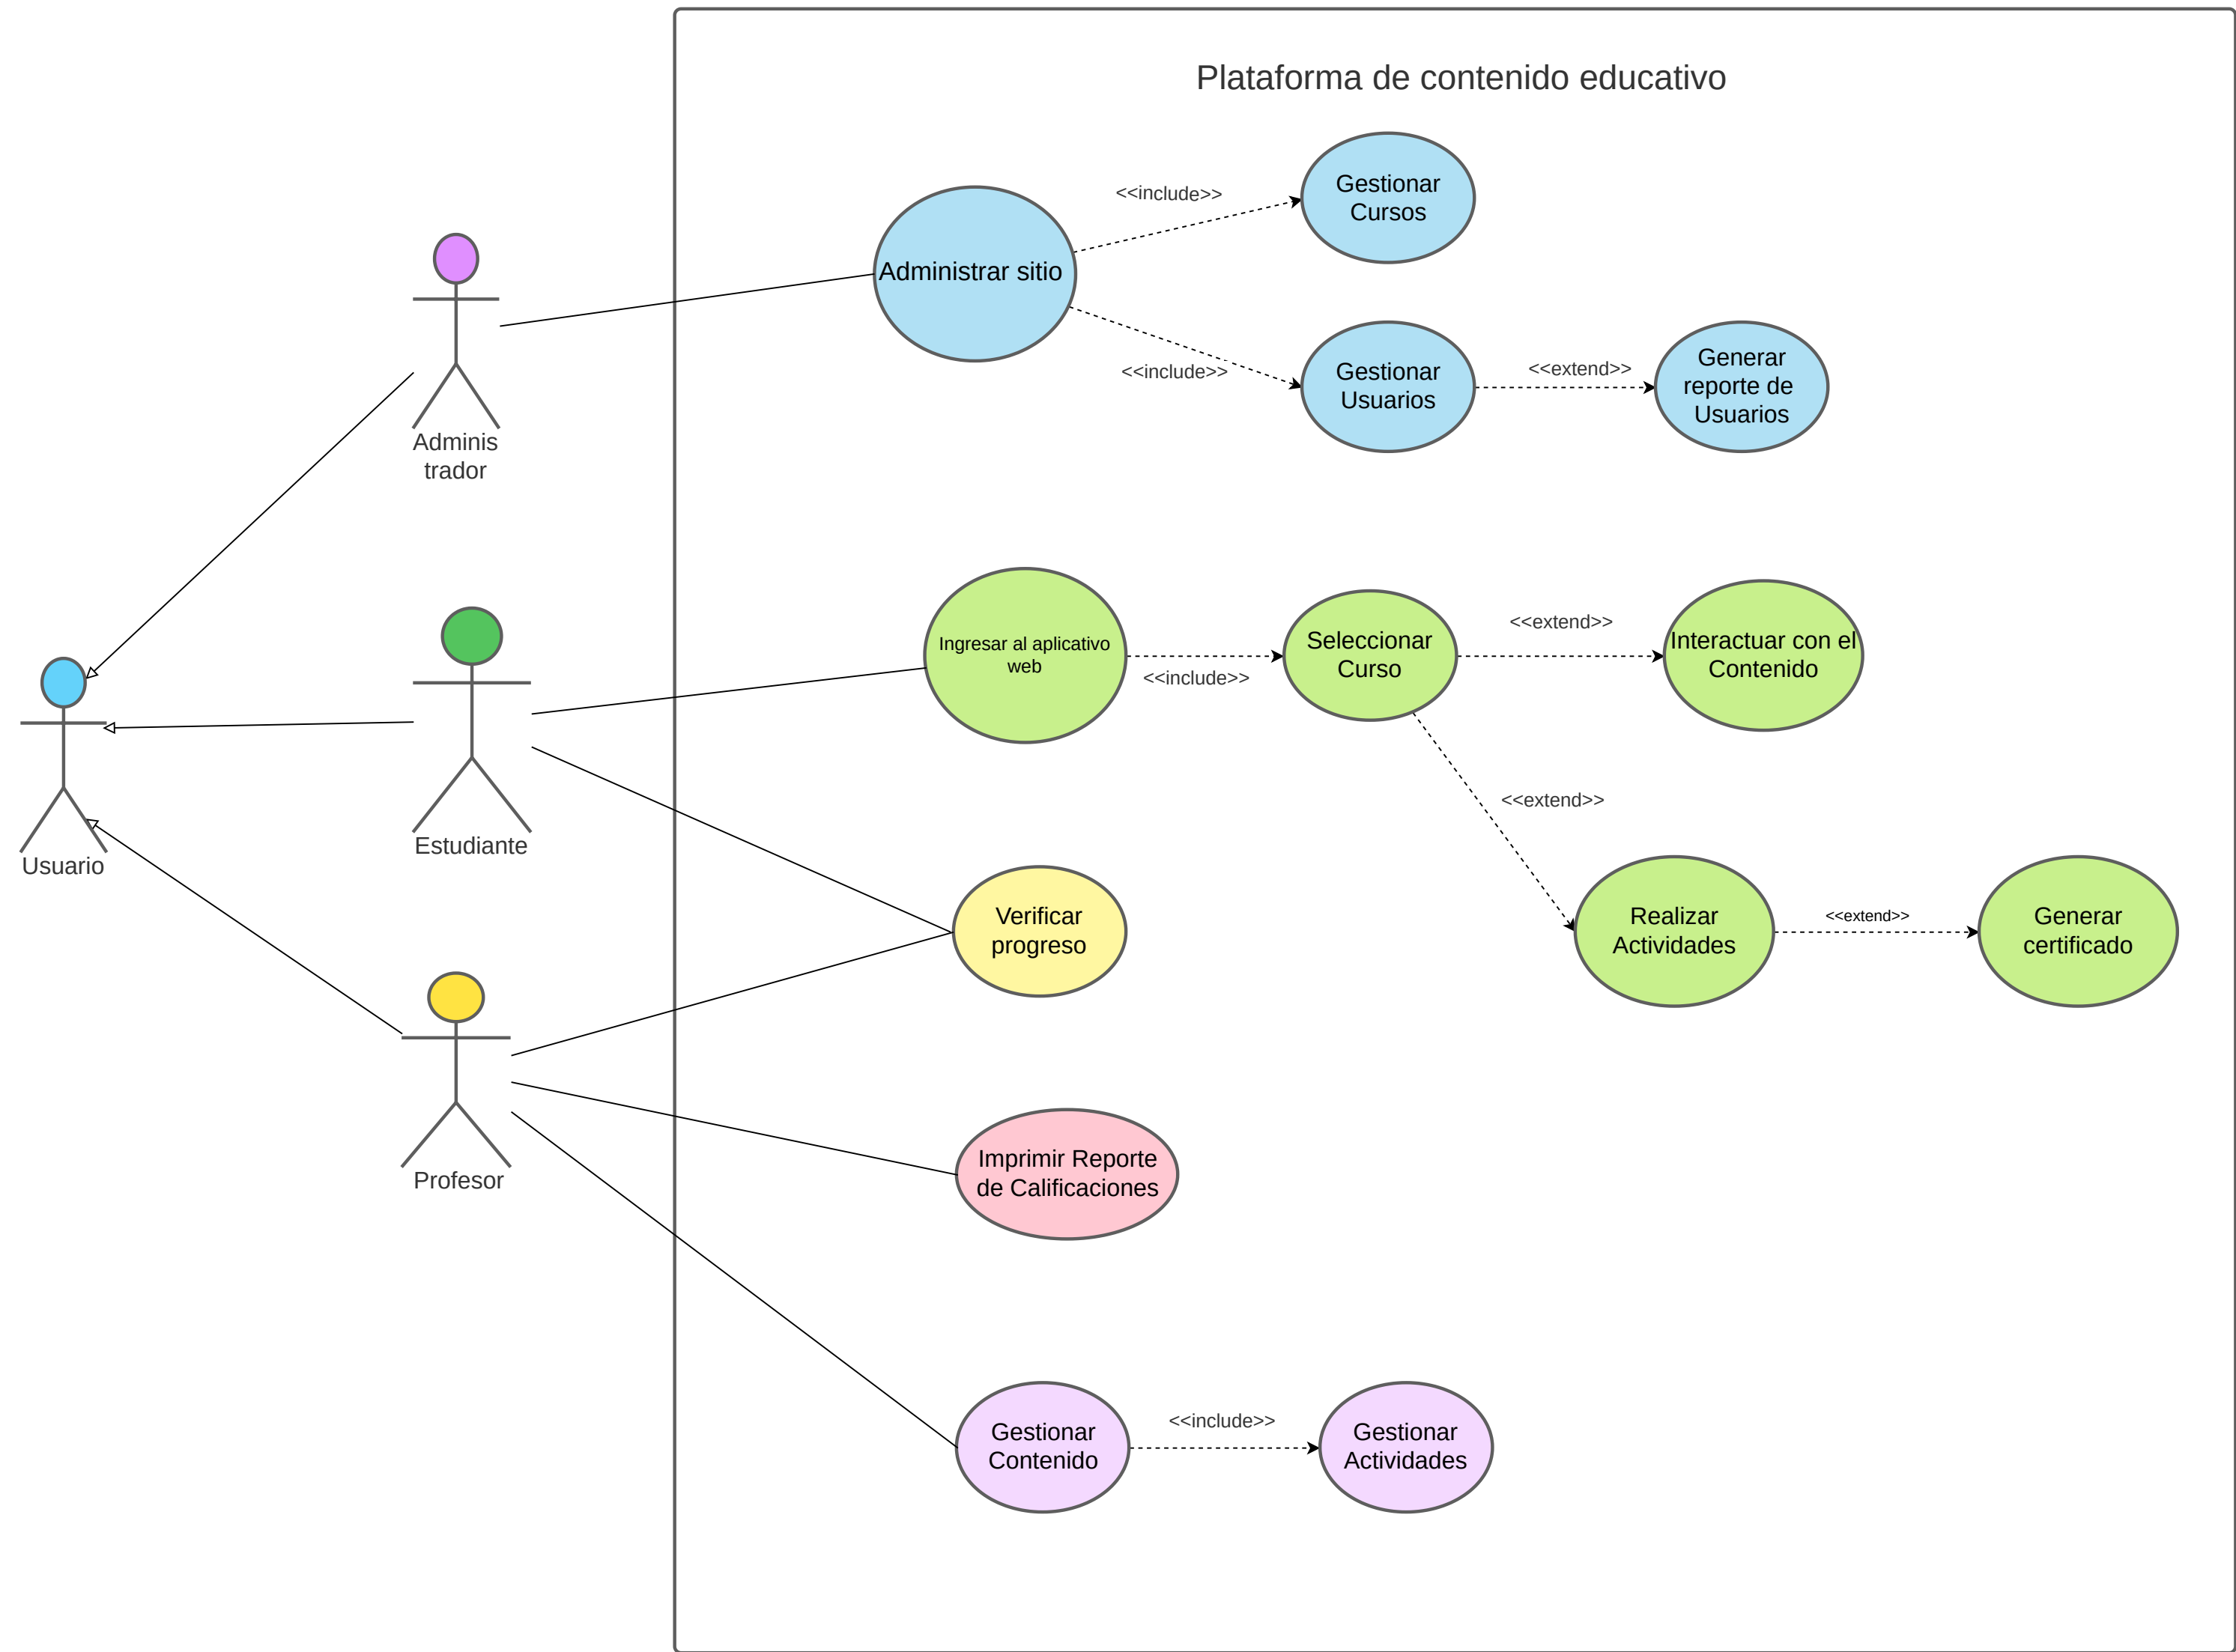 Plataforma de contenido educativo
<<include>>
Gestionar
Cursos
Administrar sitio
<<include>>
Gestionar
Usuarios
<<extend>>
Generar
reporte de
Usuarios
Adminis
trador
Ingresar al aplicativo
web
<<include>>
Seleccionar
Curso
<<extend>>
Interactuar con el
Contenido
<<extend>>
Usuario
Estudiante
Verificar
progreso
Realizar
Actividades
<<extend>>
Generar
certificado
Profesor
Imprimir Reporte
de Calificaciones
Gestionar
Contenido
<<include>>
Gestionar
Actividades